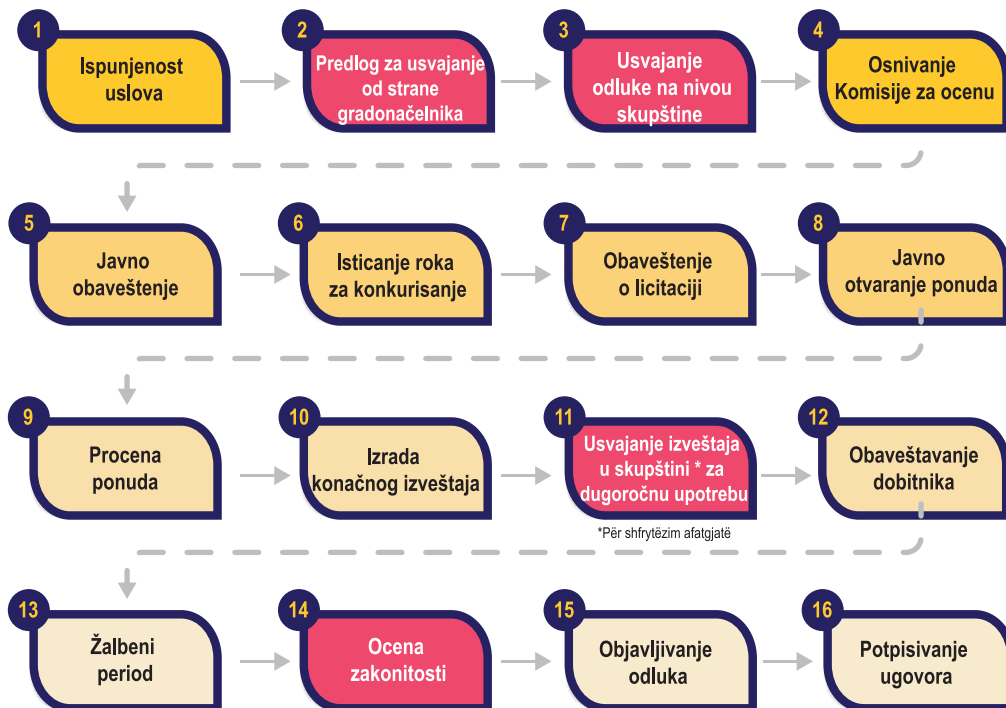 1
Ispunjenost
uslova
2
Predlog za usvajanje
od strane
gradonačelnika
3
Usvajanje
odluke na nivou
skupštine
4
Osnivanje
Komisije za ocenu
5
Javno
obaveštenje
6
Isticanje roka
za konkurisanje
7
Obaveštenje
o licitaciji
8
Javno
otvaranje ponuda
9
Procena
ponuda
10
Izrada
konačnog izveštaja
11
Usvajanje izveštaja
u skupštini * za
dugoročnu upotrebu
*Për shfrytëzim afatgjatë
12
Obaveštavanje
dobitnika
13
Žalbeni
period
14
Ocena
zakonitosti
15
Objavljivanje
odluka
16
Potpisivanje
ugovora